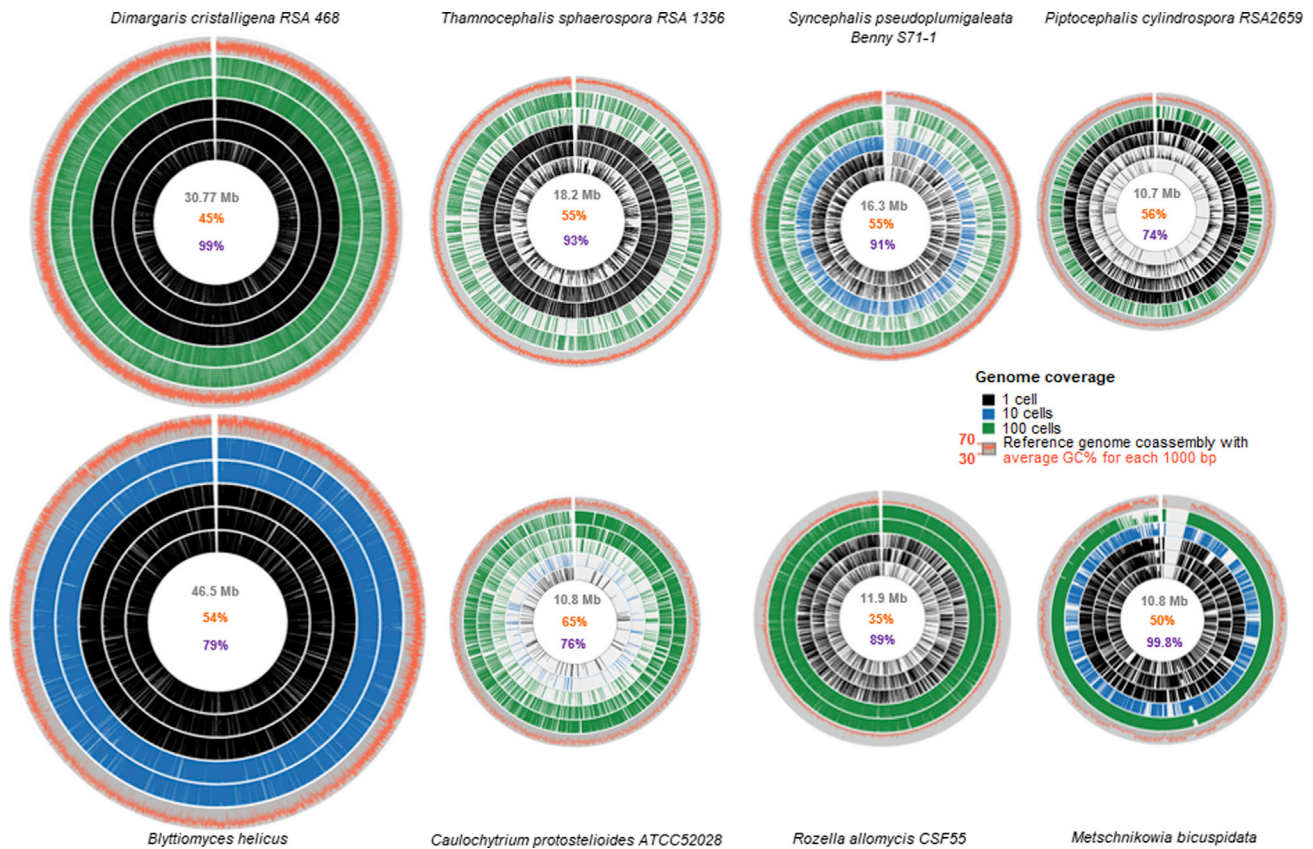 Dimargaris cristalligena RSA 468
Thamnocephalis sphaerospora RSA 1356
Syncephalis pseudoplumigaleata
Benny S71-1
Piptocephalis cylindrospora RSA2659
30.77 Mb
45%
99%
18.2 Mb
55%
93%
16.3 Mb
55%
91%
10.7 Mb
56%
74%
Genome coverage
1 cell
10 cells
100 cells
70
30
Reference genome coassembly with
average GC% for each 1000 bp
46.5 Mb
54%
79%
10.8 Mb
65%
76%
11.9 Mb
35%
89%
10.8 Mb
50%
99.8%
Blyttiomyces helicus
Caulochytrium protostelioides ATCC52028
Rozella allomycis CSF55
Metschnikowia bicuspidata